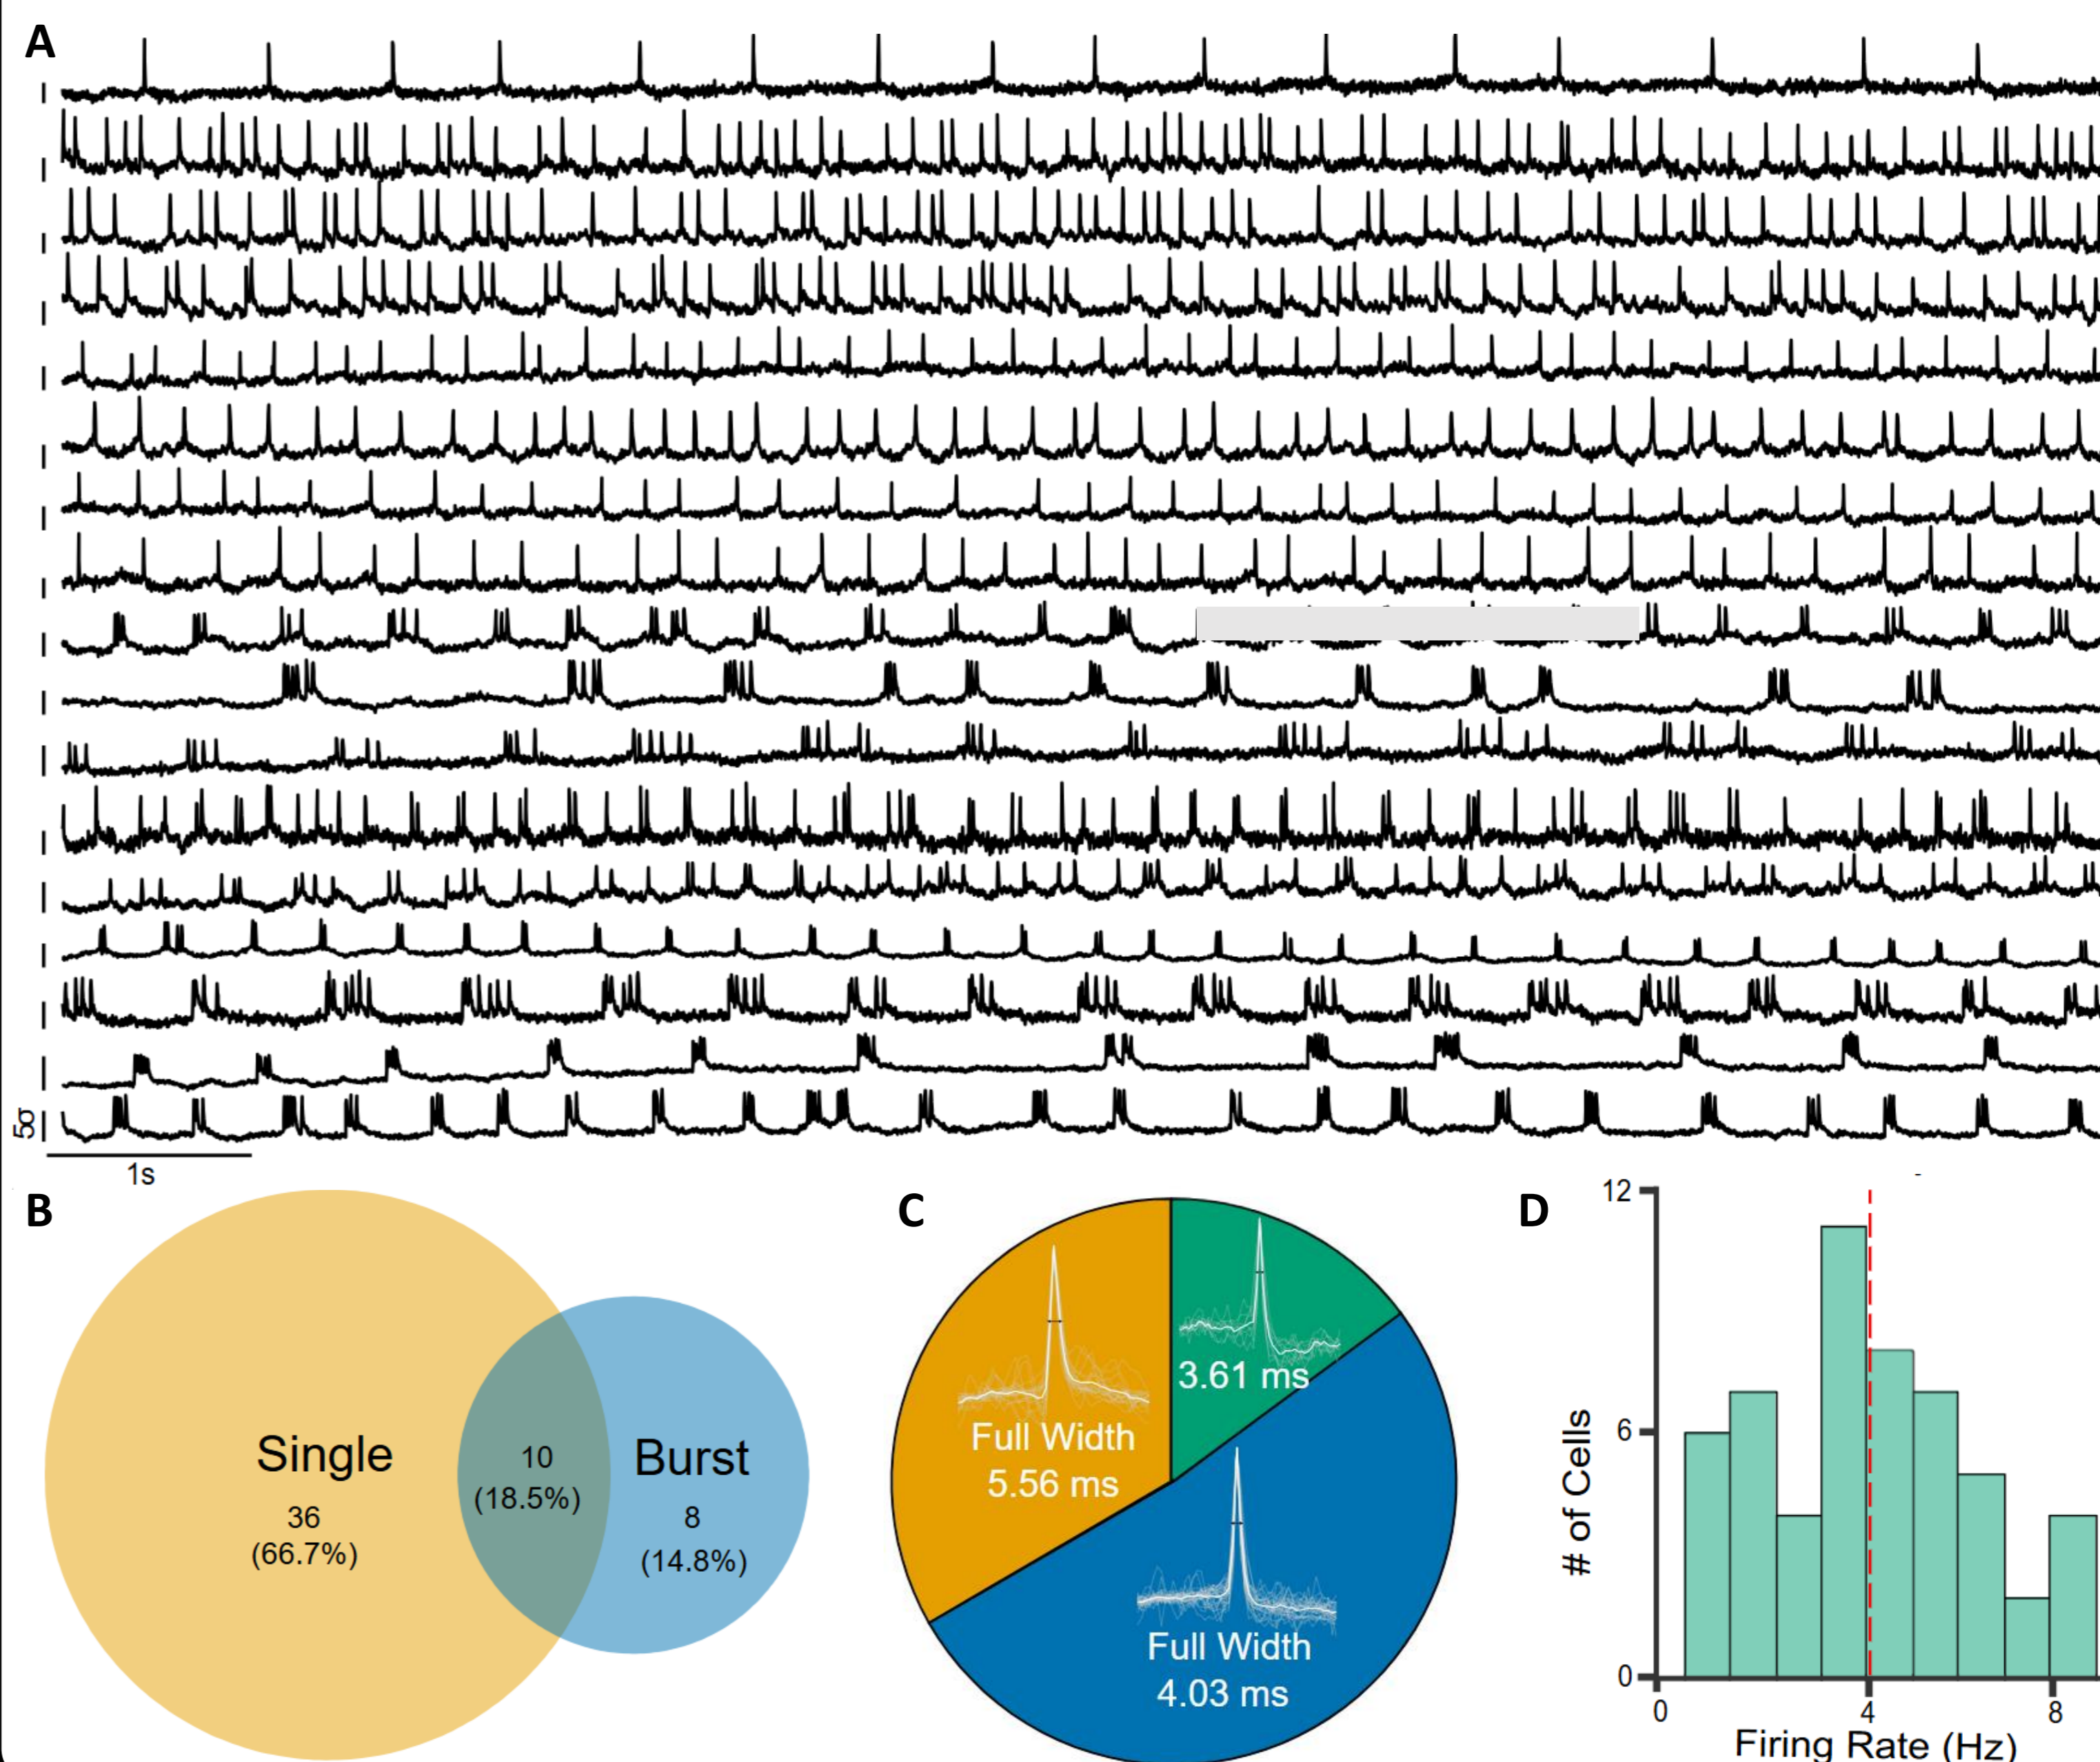 A
5σ
1s
B
Single
36
(66.7%)
10
(18.5%)
Burst
8
(14.8%)
C
3.61 ms
Full Width
5.56 ms
Full Width
4.03 ms
D
12
6
0
# of Cells
0 4 8
Firing Rate (Hz)